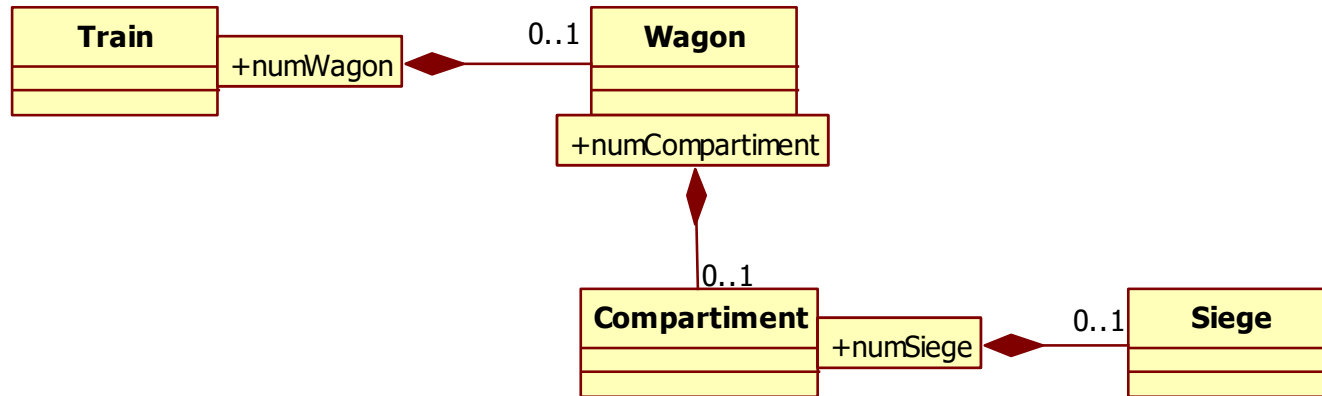 Train
+numWagon
0..1
Wagon
+numCompartiment
0..1
Compartiment
+numSiege
0..1
Siege